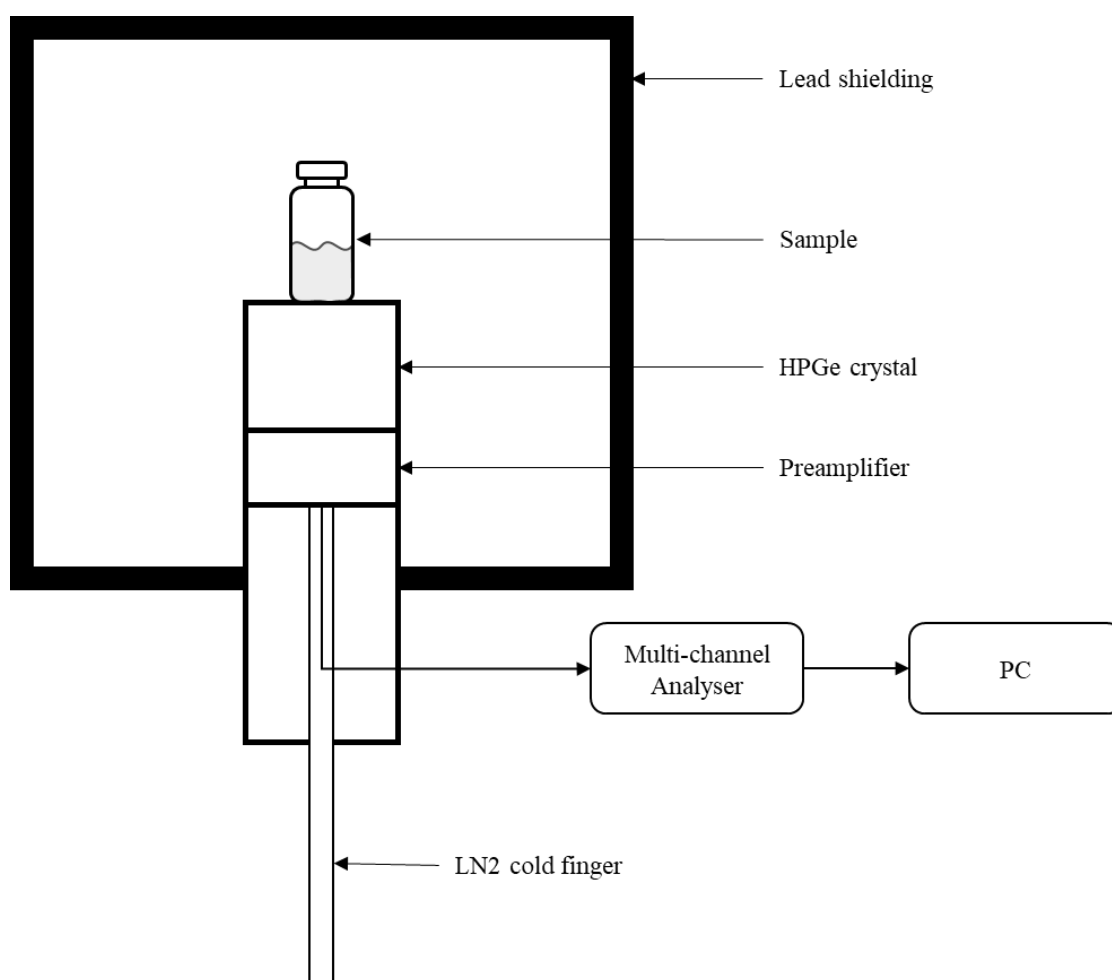 Lead shielding
Sample
HPGe crystal
Preamplifier
Multi-channel
Analyser
PC
LN2 cold finger